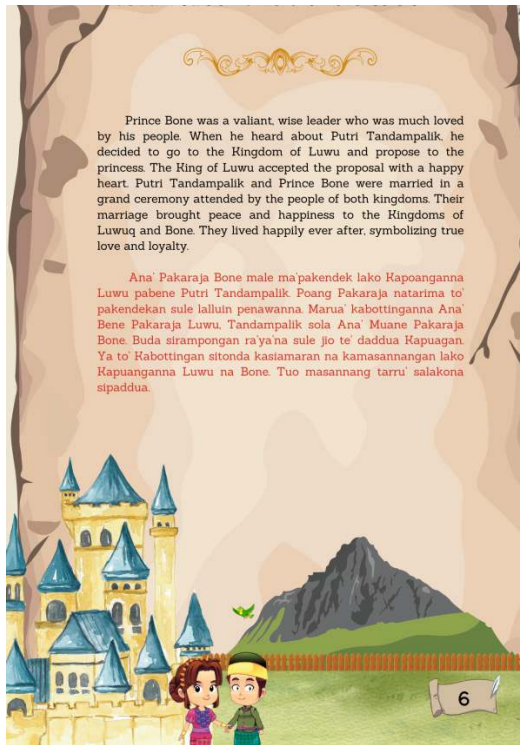 Prince Bone was a valiant, wise leader who was much loved
by his people. When he heard about Putri Tandampalik, he
decided to go to the Kingdom of Luwu and propose to the
princess. The King of Luwu accepted the proposal with a happy
heart. Putri Tandampalik and Prince Bone were married in a
grand ceremony attended by the people of both kingdoms. Their
marriage brought peace and happiness to the Kingdoms of
Luwuq and Bone. They lived happily ever after, symbolizing true
love and loyalty.
Ana' Pakaraja Bone male ma'pakendek lako Kapoanganna
Luwu pabene Putri Tandampalik. Poang Pakaraja natarima to'
pakendekan sule lalluin penawanna. Marua' kabottinganna Ana'
Bene Pakaraja Luwu, Tandampalik sola Ana' Muane Pakaraja
Bone. Buda sirampongan ra'ya'na sule jio te' daddua Kapuagan.
Ya to' Kabottingan sitonda kasiamaran na kamasannangan lako
Kapuanganna Luwu na Bone. Tuo masannang tarru' salakona
sipaddua.
6